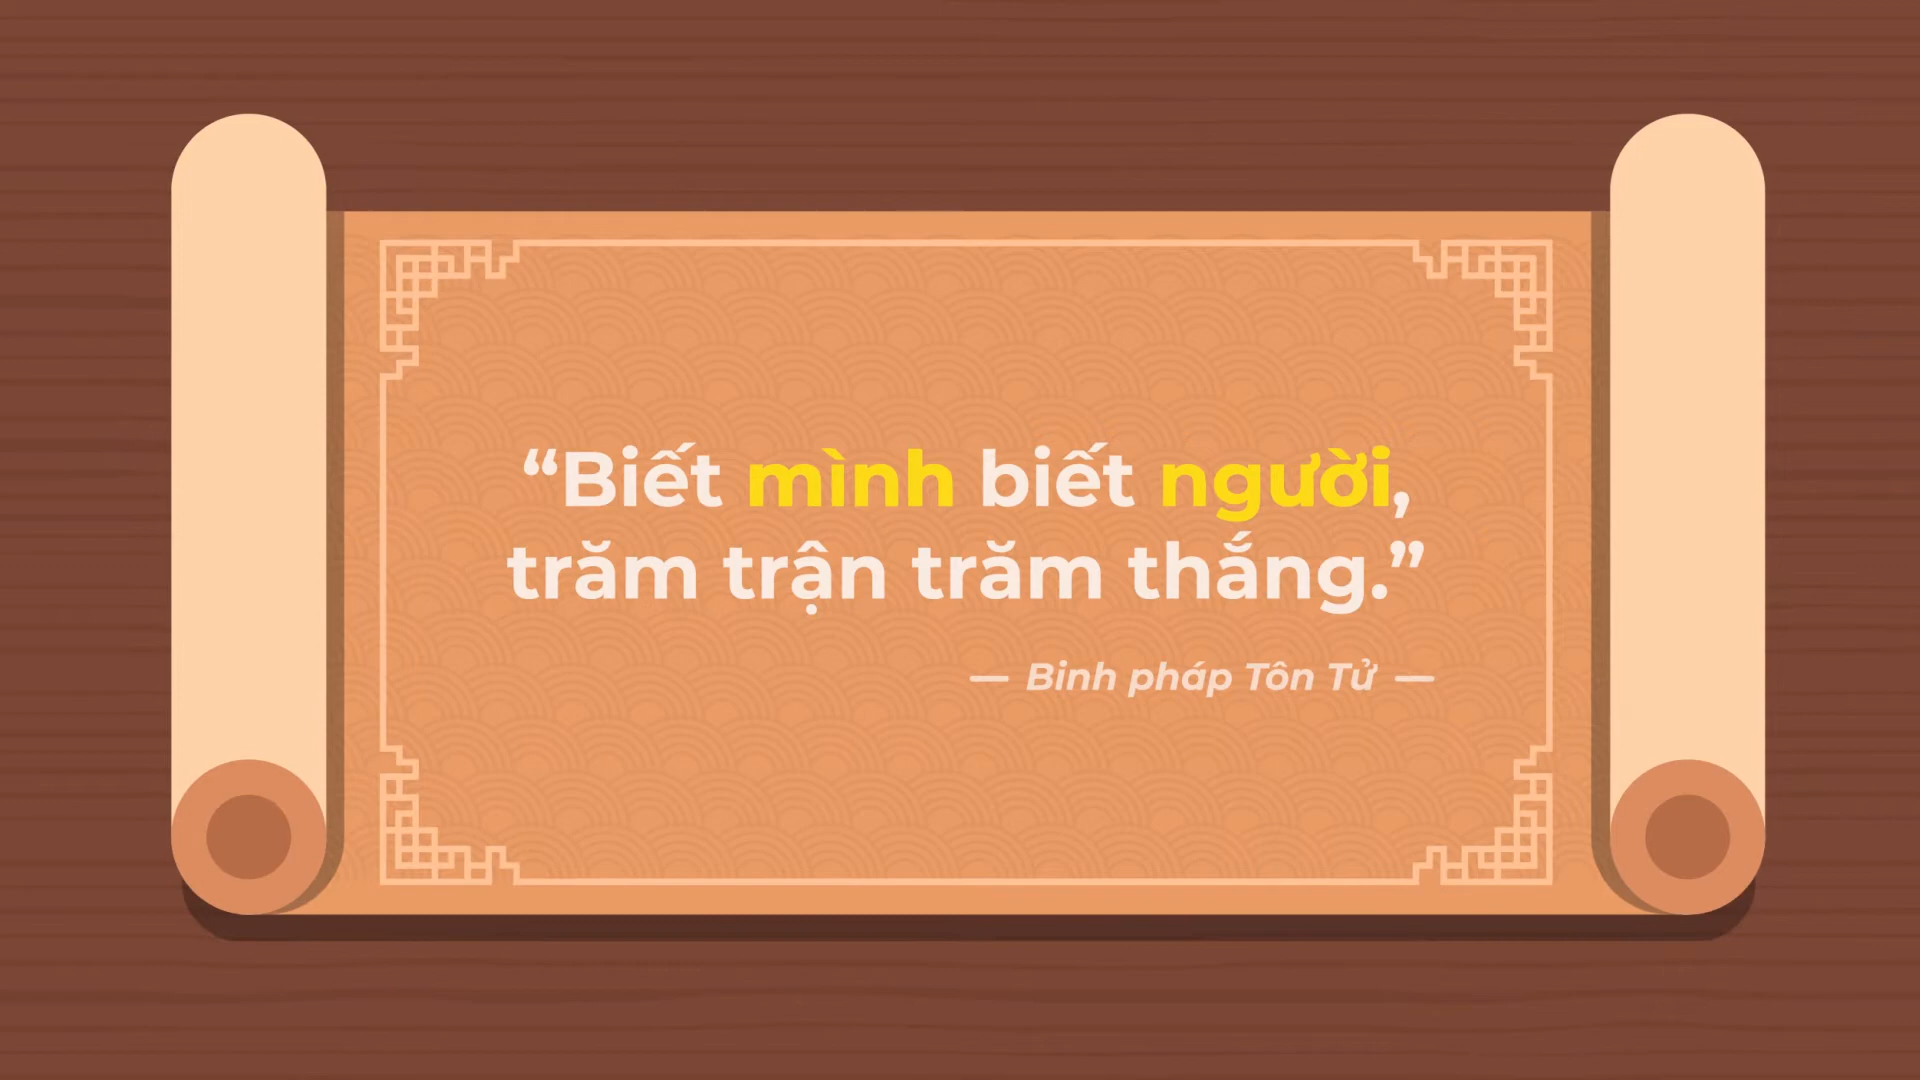 “Biết mình biết người,
trăm trận trăm thắng.”
— Binh pháp Tôn Tử —